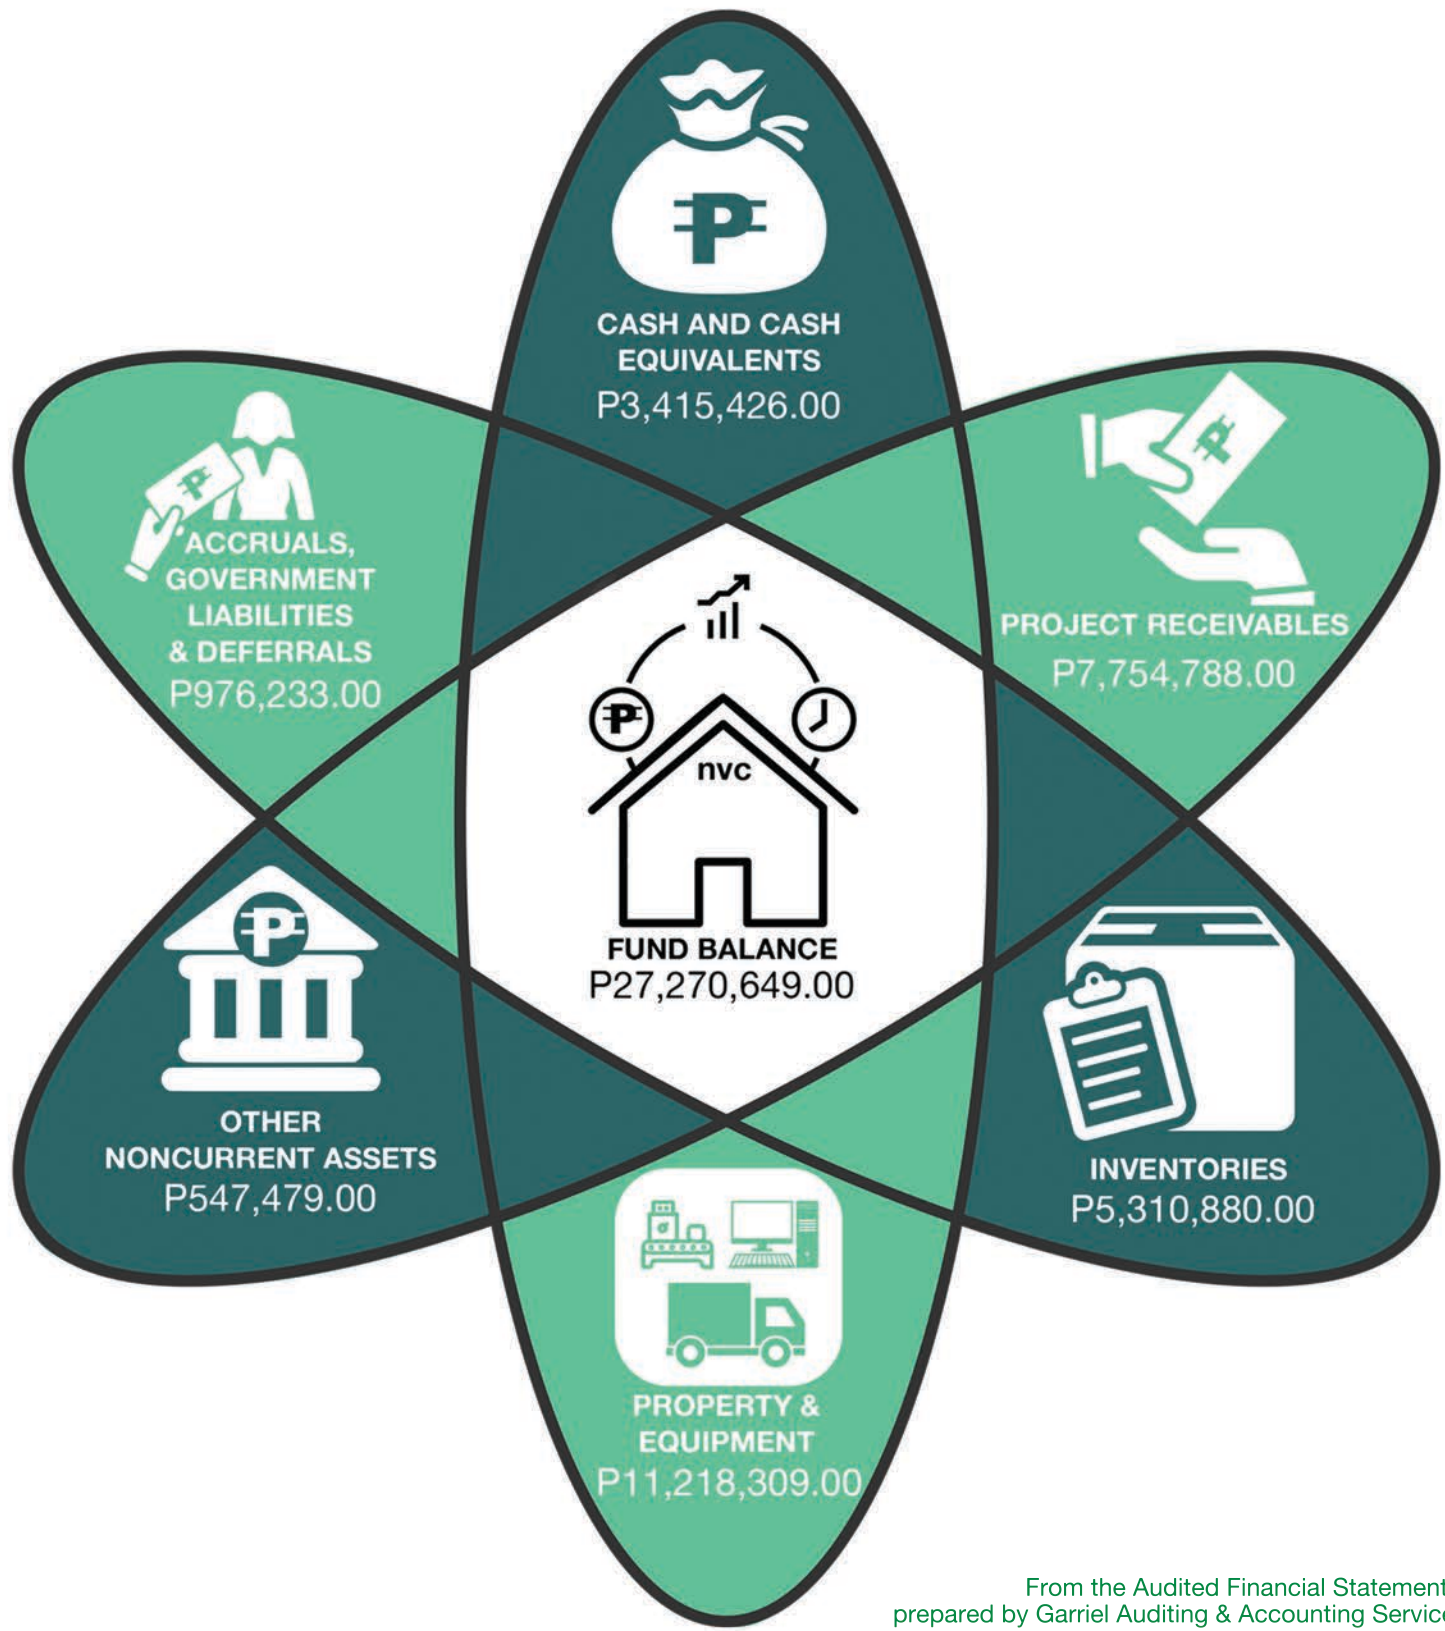 CASH AND CASH
EQUIVALENTS
P3,415,426.00
ACCRUALS,
GOVERNMENT
LIABILITIES
& DEFERRALS
P976,233.00
PROJECT RECEIVABLES
P7,754,788.00
nvc
FUND BALANCE
P27,270,649.00
OTHER
NONCURRENT ASSETS
P547,479.00
INVENTORIES
P5,310,880.00
PROPERTY &
EQUIPMENT
P11,218,309.00
From the Audited Financial Statement
prepared by Garriel Auditing & Accounting Service